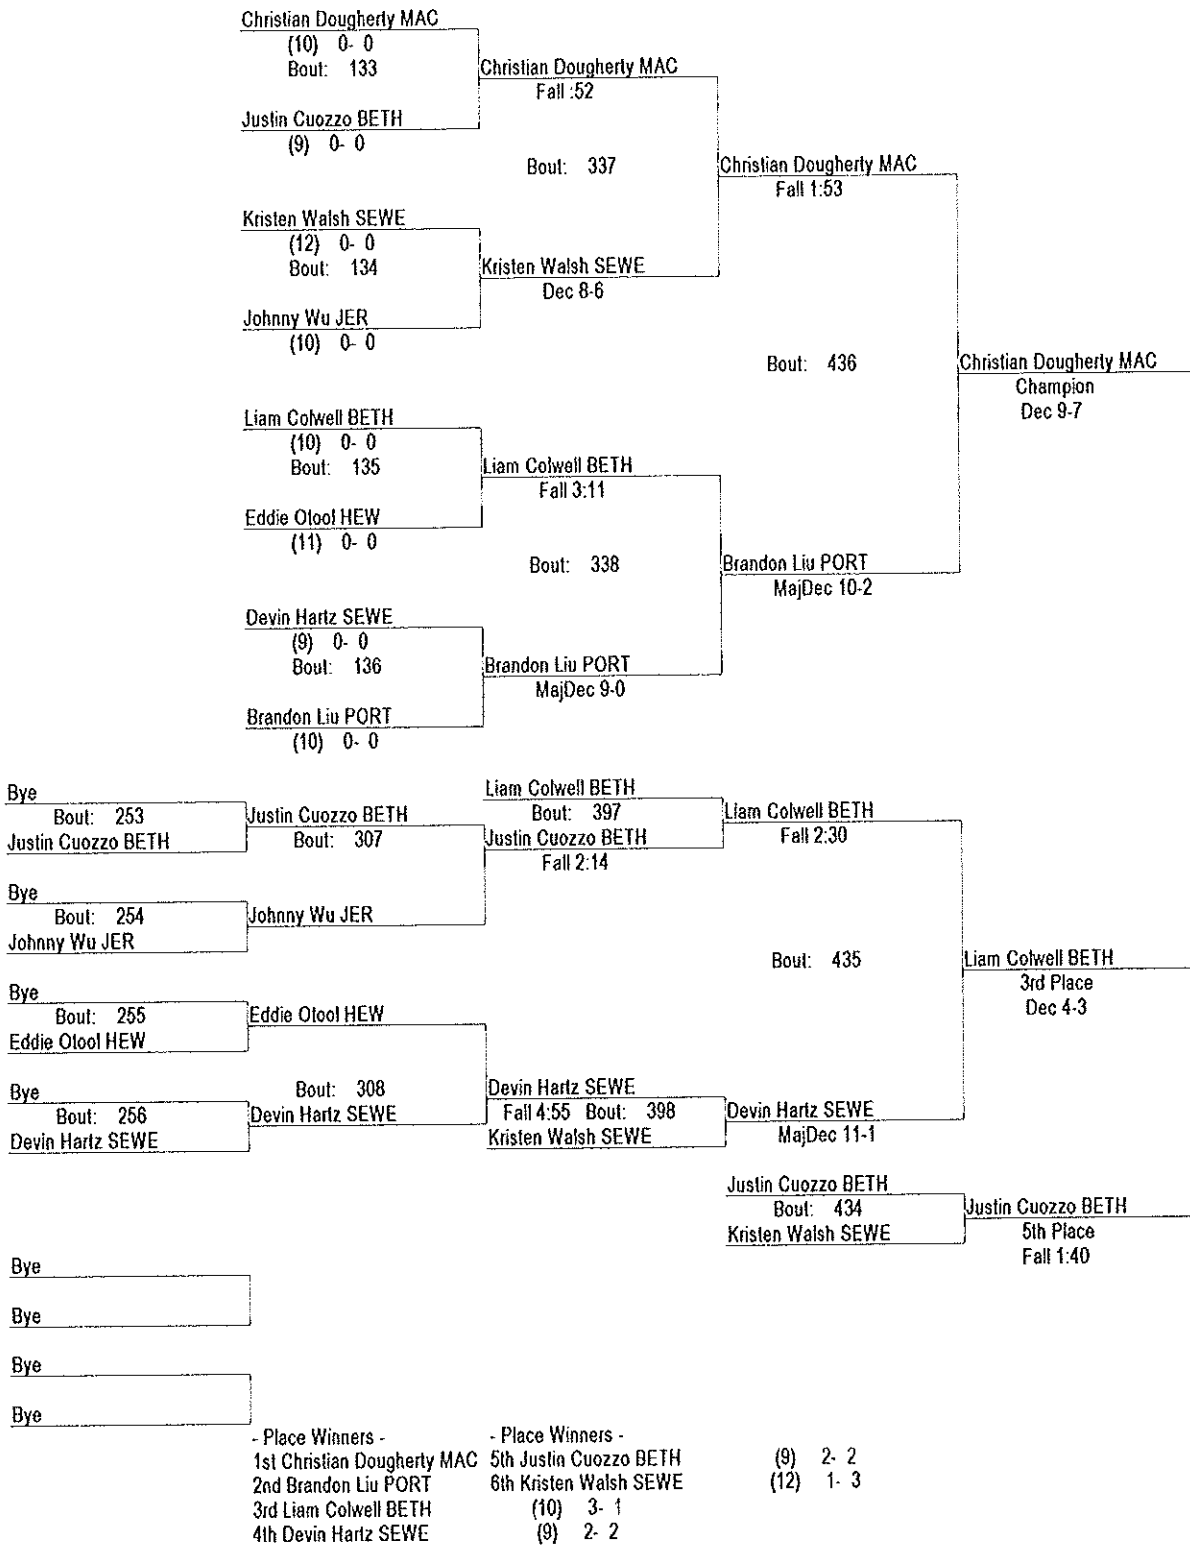 Christian Dougherty MAC
(10) 0- 0
Bout: 133
Christian Dougherty MAC
Fall :52
Justin Cuozzo BETH
(9) 0- 0
Bout: 337
Christian Dougherty MAC
Fall 1:53
Kristen Walsh SEWE
(12) 0- 0
Bout: 134
Kristen Walsh SEWE
Dec 8-6
Johnny Wu JER
(10) 0- 0
Bout: 436
Christian Dougherty MAC
Champion
Dec 9-7
Liam Colwell BETH
(10) 0- 0
Bout: 135
Liam Colwell BETH
Fall 3:11
Eddie Otool HEW
(11) 0- 0
Bout: 338
Brandon Liu PORT
MajDec 10-2
Devin Hartz SEWE
(9) 0- 0
Bout: 136
Brandon Liu PORT
MajDec 9-0
Brandon Liu PORT
(10) 0- 0
Bye
Bout: 253
Justin Cuozzo BETH
Justin Cuozzo BETH
Bout: 307
Liam Colwell BETH
Bout: 397
Justin Cuozzo BETH
Fall 2:14
Liam Colwell BETH
Fall 2:30
Bye
Bout: 254
Johnny Wu JER
Johnny Wu JER
Bout: 435
Liam Colwell BETH
3rd Place
Dec 4-3
Bye
Bout: 255
Eddie Otool HEW
Eddie Otool HEW
Bye
Bout: 256
Devin Hartz SEWE
Bout: 308
Devin Hartz SEWE
Devin Hartz SEWE
Fall 4:55 Bout: 398
Kristen Walsh SEWE
Devin Hartz SEWE
MajDec 11-1
Justin Cuozzo BETH
Bout: 434
Kristen Walsh SEWE
Justin Cuozzo BETH
5th Place
Fall 1:40
Bye
Bye
Bye
Bye
- Place Winners - - Place Winners -
1st Christian Dougherty MAC 5th Justin Cuozzo BETH (9) 2- 2
2nd Brandon Liu PORT 6th Kristen Walsh SEWE (12) 1- 3
3rd Liam Colwell BETH (10) 3- 1
4th Devin Hartz SEWE (9) 2- 2